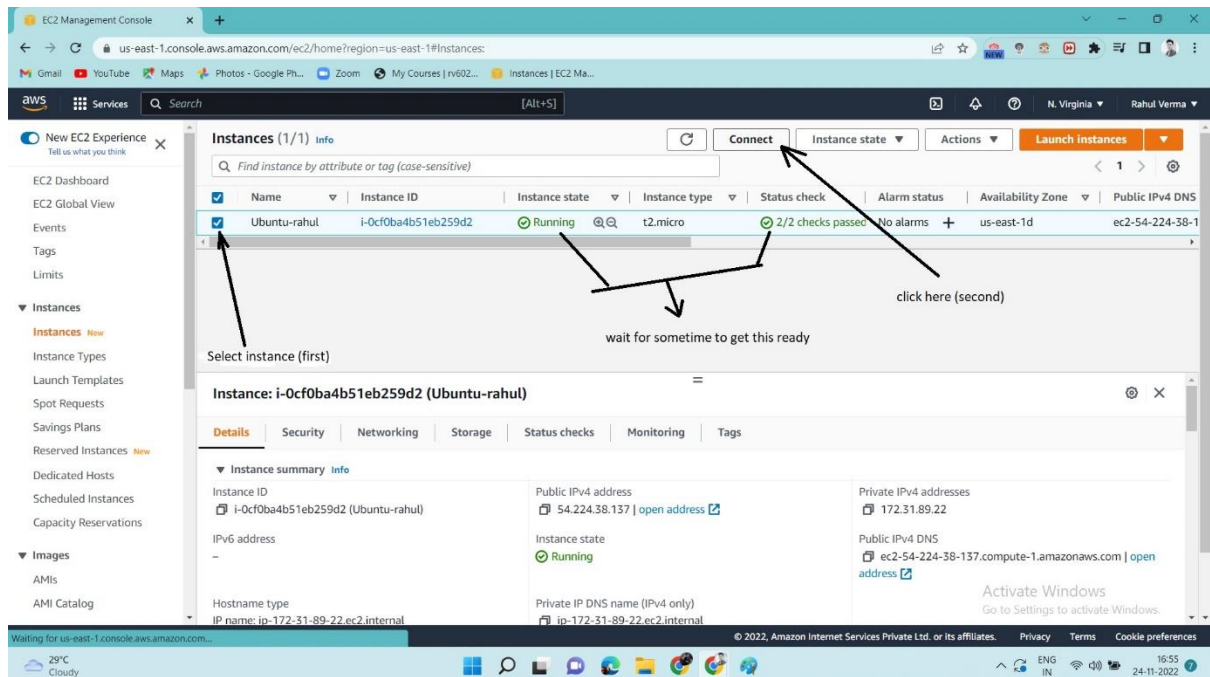 EC2 Management Console
us-east-1.console.aws.amazon.com/ec2/home?region=us-east-1#Instances:
NEW
Gmail YouTube Maps Photos - Google Ph... Zoom My Courses | rv602... Instances | EC2 Ma...
aws Services Search [Alt+S] N. Virginia Rahul Verma
New EC2 Experience
Tell us what you think
EC2 Dashboard
EC2 Global View
Events
Tags
Limits
Instances
Instances New
Instance Types
Launch Templates
Spot Requests
Savings Plans
Reserved Instances New
Dedicated Hosts
Scheduled Instances
Capacity Reservations
Images
AMIs
AMI Catalog
Instances (1/1) Info
Connect Instance state Actions Launch instances
Find instance by attribute or tag (case-sensitive)
1
Name Instance ID Instance state Instance type Status check Alarm status Availability Zone Public IPv4 DNS
Ubuntu-rahul i-0cf0ba4b51eb259d2 Running t2.micro 2/2 checks passed No alarms us-east-1d ec2-54-224-38-1
click here (second)
wait for sometime to get this ready
Select instance (first)
Instance: i-0cf0ba4b51eb259d2 (Ubuntu-rahul)
Details Security Networking Storage Status checks Monitoring Tags
Instance summary Info
Instance ID
i-0cf0ba4b51eb259d2 (Ubuntu-rahul)
Public IPv4 address
54.224.38.137 | open address
Private IPv4 addresses
172.31.89.22
IPv6 address
–
Instance state
Running
Public IPv4 DNS
ec2-54-224-38-137.compute-1.amazonaws.com | open
address
Hostname type
IP name: ip-172-31-89-22.ec2.internal
Private IP DNS name (IPv4 only)
ip-172-31-89-22.ec2.internal
Activate Windows
Go to Settings to activate Windows.
Waiting for us-east-1.console.aws.amazon.com...
© 2022, Amazon Internet Services Private Ltd. or its affiliates. Privacy Terms Cookie preferences
29°C
Cloudy
ENG
IN
16:55
24-11-2022
7